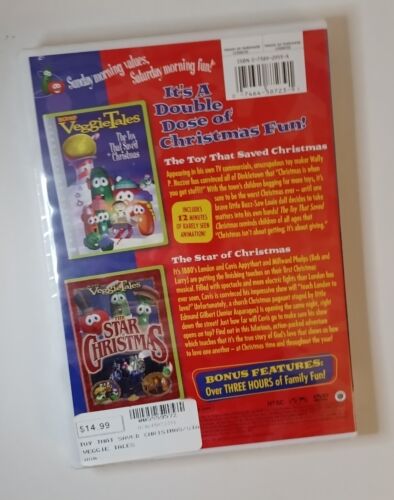 Sunday morning values,
Saturday morning fun!
ISBN 0-7389-2252-4
It's A
Double
Dose of
Christmas Fun!
VeggieTales
The Toy
That Saved
Christmas
The Toy That Saved Christmas
Appearing in his own TV commercials, amazing toy maker Wally
P. Nezzer has convinced all of Dinkletown that "Christmas is when
you get stuff!" With the town's children begging for more toys, it's
sure to be the worst Christmas ever – until one
brave little Buzz-Saw Louie doll decides to take
matters into his own hands! The Toy That Saved
Christmas reminds children of all ages that
"Christmas isn't about getting. It's about giving."
INCLUDES
12 MINUTES
OF RARELY SEEN
ANIMATION!
The Star of Christmas
It's 1880's London and Cavis Appythart and Millward Phelps (Bob and
Larry) are putting the finishing touches on their first Christmas
musical. Filled with spectacle and more electric lights than London has
ever seen, Cavis is convinced his impressive show will "teach London to
love!" Unfortunately, a church Christmas pageant staged by little
Edmund Gilbert (Junior Asparagus) is opening the same night, right
down the street! Just how far will Cavis go to make sure his show
opens on top? Find out in this hilarious, action-packed adventure
which teaches that it's the true story of God's love that shows us how
to love one another – at Christmas time and throughout the year!
VeggieTales
THE
STAR
OF
CHRISTMAS
BONUS FEATURES:
Over THREE HOURS of Family Fun!
$14.99
TOY THAT SAVED CHRISTMAS/STA
VEGGIE TALES